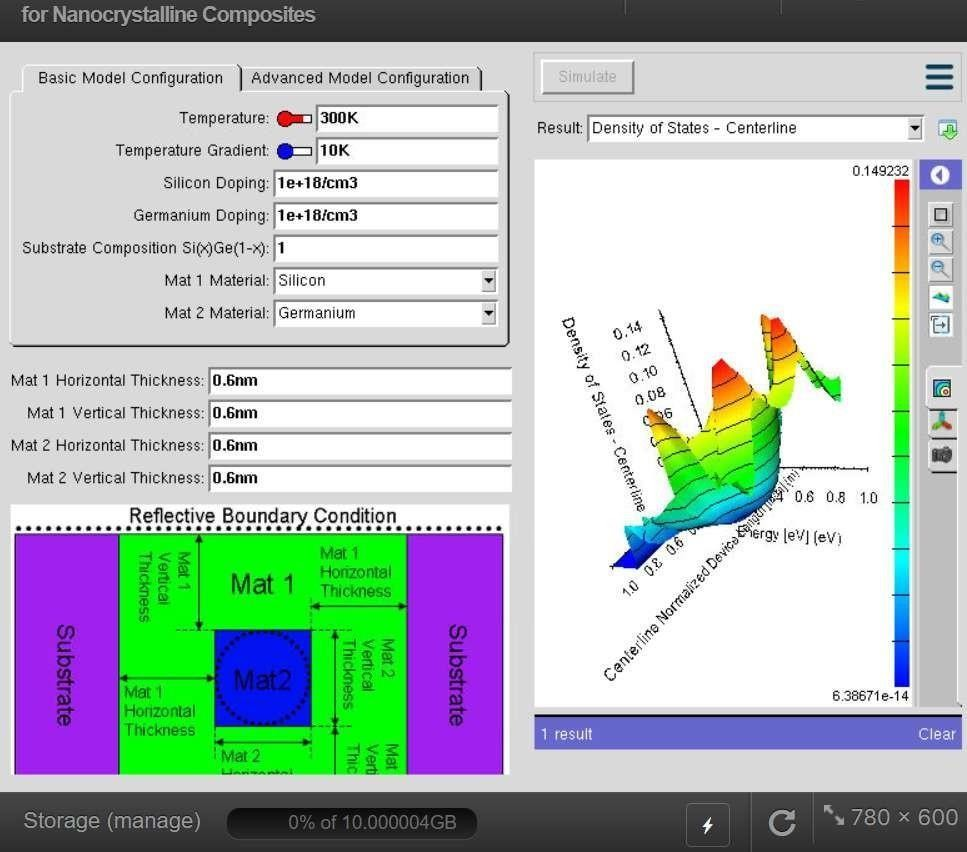 for Nanocrystalline Composites
Basic Model Configuration
Advanced Model Configuration
Temperature: 300K
Temperature Gradient: 10K
Silicon Doping: 1e+18/cm3
Germanium Doping: 1e+18/cm3
Substrate Composition Si(x)Ge(1-x): 1
Mat 1 Material: Silicon
Mat 2 Material: Germanium
Mat 1 Horizontal Thickness: 0.6nm
Mat 1 Vertical Thickness: 0.6nm
Mat 2 Horizontal Thickness: 0.6nm
Mat 2 Vertical Thickness: 0.6nm
Reflective Boundary Condition
Substrate
Mat 1
Vertical
Thickness
Mat 1
Mat 1
Horizontal
Thickness
Mat2
Mat 2
Vertical
Thickness
Substrate
Mat 1
Horizontal
Thickness
Mat 2
Horizontal
Mat
Verti
Thic
Simulate
Result: Density of States - Centerline
0.149232
Density of States - Centerline
0.14
0.12
0.10
0.08
0.6 0.8 1.0
Energy [eV] (eV)
0.6
0.8
1.0
Centerline Normalized Device
6.38671e-14
1 result
Clear
Storage (manage)
0% of 10.000004GB
780 × 600